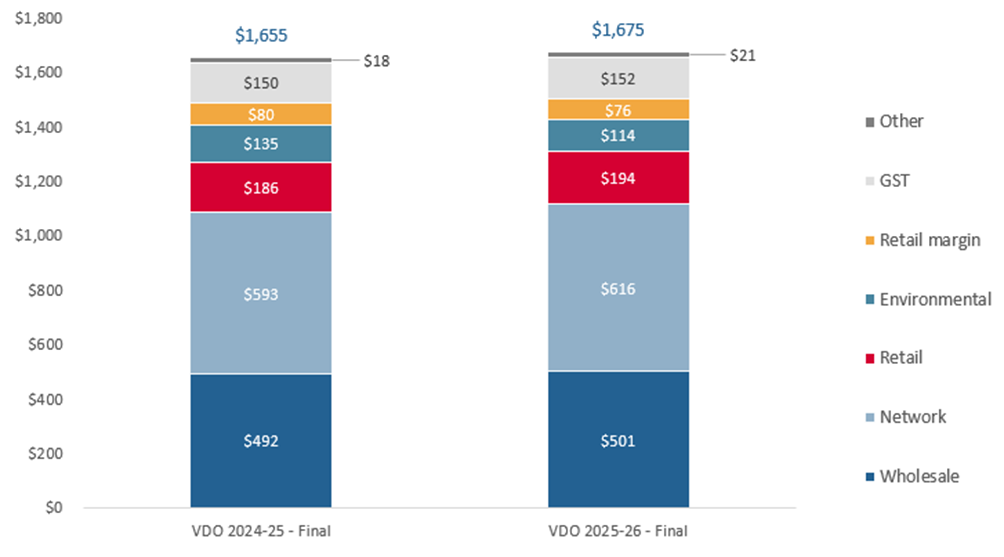 $1,800
$1,600
$1,400
$1,200
$1,000
$800
$600
$400
$200
$0
$1,655
$18
$150
$80
$135
$186
$593
$492
VDO 2024-25 - Final
$1,675
$21
$152
$76
$114
$194
$616
$501
VDO 2025-26 - Final
Other
GST
Retail margin
Environmental
Retail
Network
Wholesale